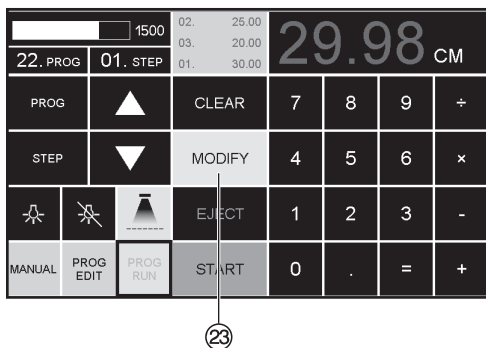 1500
02. 25.00
03. 20.00
01. 30.00
29.98 CM
22. PROG 01. STEP
PROG CLEAR 7 8 9 ÷
STEP MODIFY 4 5 6 ×
EJECT 1 2 3 -
MANUAL PROG EDIT PROG RUN START 0 . = +
23